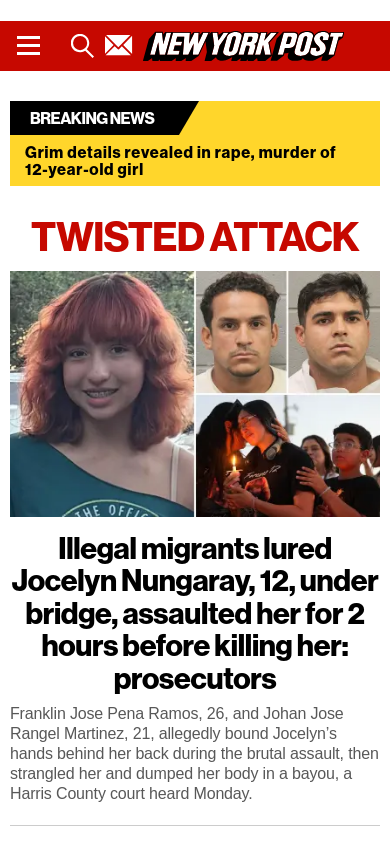 NEW YORK POST
BREAKING NEWS
Grim details revealed in rape, murder of
12-year-old girl
TWISTED ATTACK
THE OFFIC
Illegal migrants lured
Jocelyn Nungaray, 12, under
bridge, assaulted her for 2
hours before killing her:
prosecutors
Franklin Jose Pena Ramos, 26, and Johan Jose
Rangel Martinez, 21, allegedly bound Jocelyn’s
hands behind her back during the brutal assault, then
strangled her and dumped her body in a bayou, a
Harris County court heard Monday.